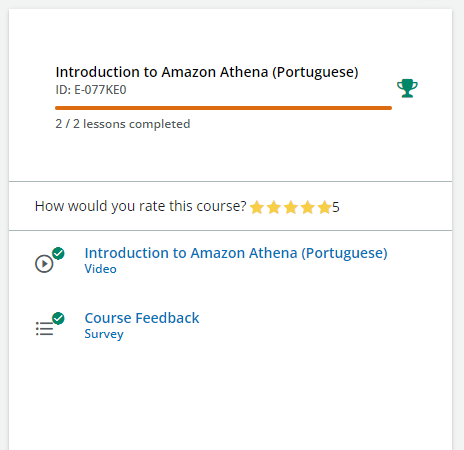 Introduction to Amazon Athena (Portuguese)
ID: E-077KE0
2 / 2 lessons completed
How would you rate this course? 5
Introduction to Amazon Athena (Portuguese)
Video
Course Feedback
Survey